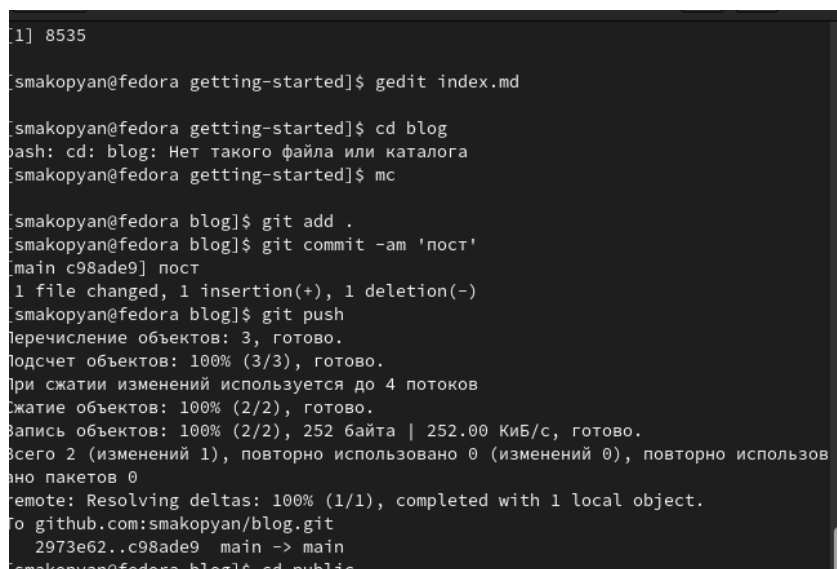 1] 8535
[smakopyan@fedora getting-started]$ gedit index.md
[smakopyan@fedora getting-started]$ cd blog
bash: cd: blog: Нет такого файла или каталога
[smakopyan@fedora getting-started]$ mc
[smakopyan@fedora blog]$ git add .
[smakopyan@fedora blog]$ git commit -am 'пост'
[main c98ade9] пост
1 file changed, 1 insertion(+), 1 deletion(-)
[smakopyan@fedora blog]$ git push
Перечисление объектов: 3, готово.
Подсчет объектов: 100% (3/3), готово.
При сжатии изменений используется до 4 потоков
Сжатие объектов: 100% (2/2), готово.
Запись объектов: 100% (2/2), 252 байта | 252.00 КиБ/с, готово.
Всего 2 (изменений 1), повторно использовано 0 (изменений 0), повторно использов
ано пакетов 0
remote: Resolving deltas: 100% (1/1), completed with 1 local object.
To github.com:smakopyan/blog.git
2973e62..c98ade9 main -> main
[smakopyan@fedora blog]$ cd public